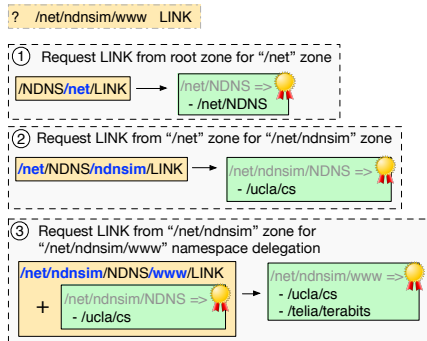 ? /net/ndnsim/www LINK
1 Request LINK from root zone for “/net” zone
/NDNS/net/LINK
/net/NDNS =>
- /net/NDNS
2 Request LINK from “/net” zone for “/net/ndnsim” zone
/net/NDNS/ndnsim/LINK
/net/ndnsim/NDNS =>
- /ucla/cs
3 Request LINK from “/net/ndnsim” zone for
“/net/ndnsim/www” namespace delegation
/net/ndnsim/NDNS/www/LINK
+
/net/ndnsim/NDNS =>
- /ucla/cs
/net/ndnsim/www =>
- /ucla/cs
- /telia/terabits